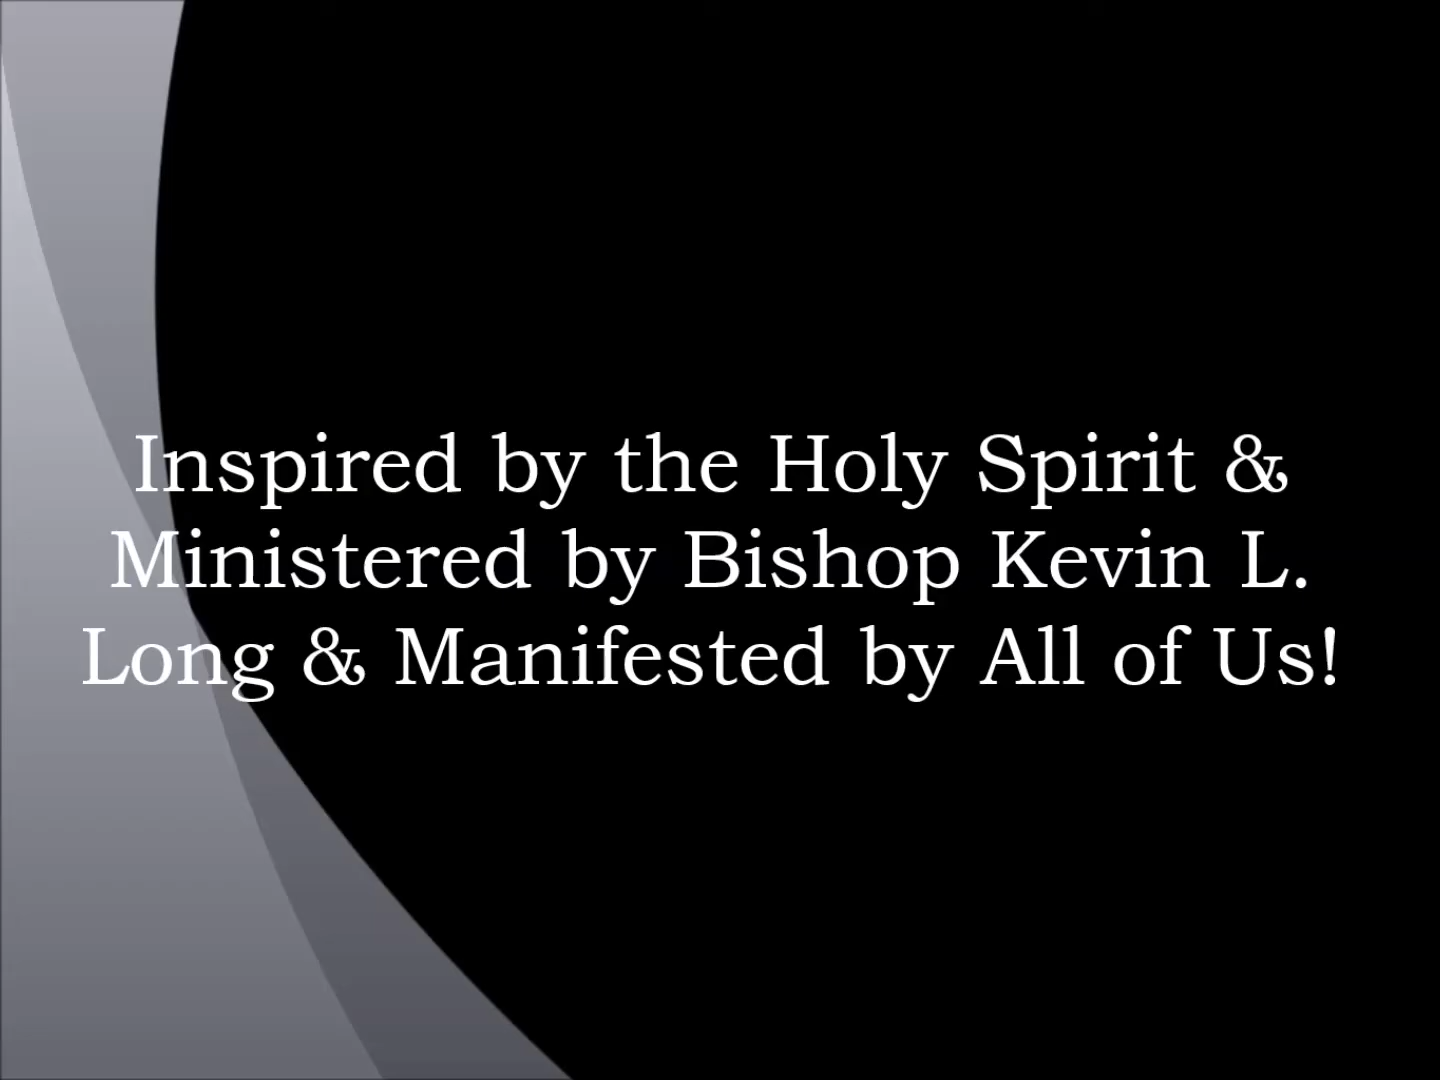 Inspired by the Holy Spirit &
Ministered by Bishop Kevin L.
Long & Manifested by All of Us!